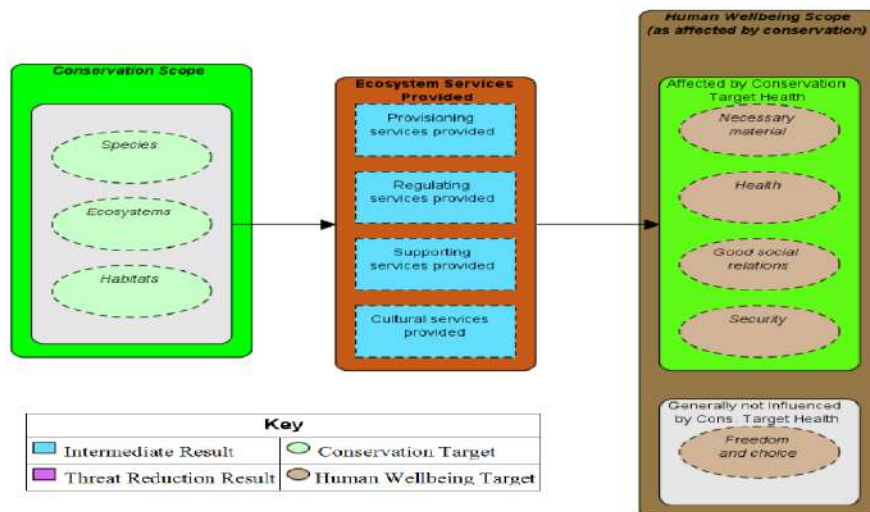 Conservation Scope
Species
Ecosystems
Habitats
Ecosystem Services
Provided
Provisioning
services provided
Regulating
services provided
Supporting
services provided
Cultural services
provided
Human Wellbeing Scope
(as affected by conservation)
Affected by Conservation
Target Health
Necessary
material
Health
Good social
relations
Security
Generally not Influenced
by Cons. Target Health
Freedom
and choice
Key
Intermediate Result
Conservation Target
Threat Reduction Result
Human Wellbeing Target